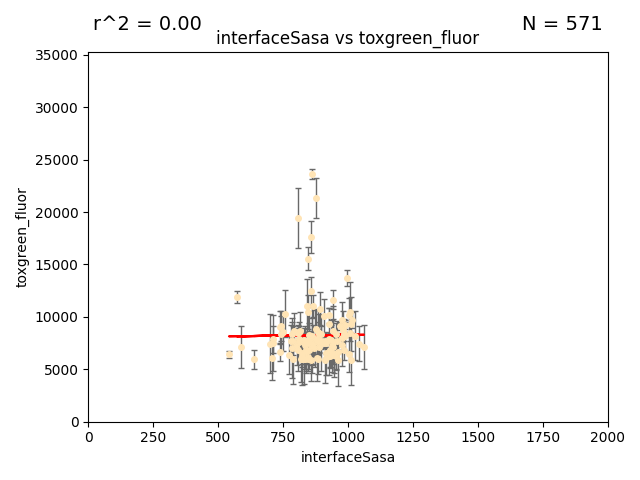 r^2 = 0.00
N = 571
interfaceSasa vs toxgreen_fluor
35000
30000
25000
20000
15000
10000
5000
0
toxgreen_fluor
0 250 500 750 1000 1250 1500 1750 2000
interfaceSasa